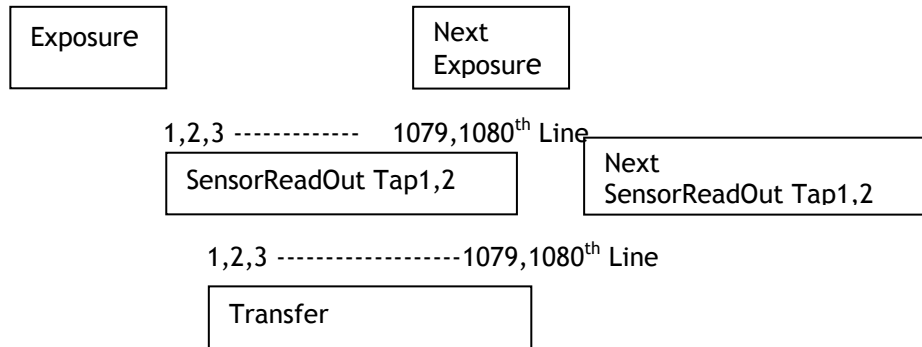 Exposure
Next
Exposure
1,2,3 ------------- 1079,1080th Line
SensorReadOut Tap1,2
Next
SensorReadOut Tap1,2
1,2,3 -------------------1079,1080th Line
Transfer